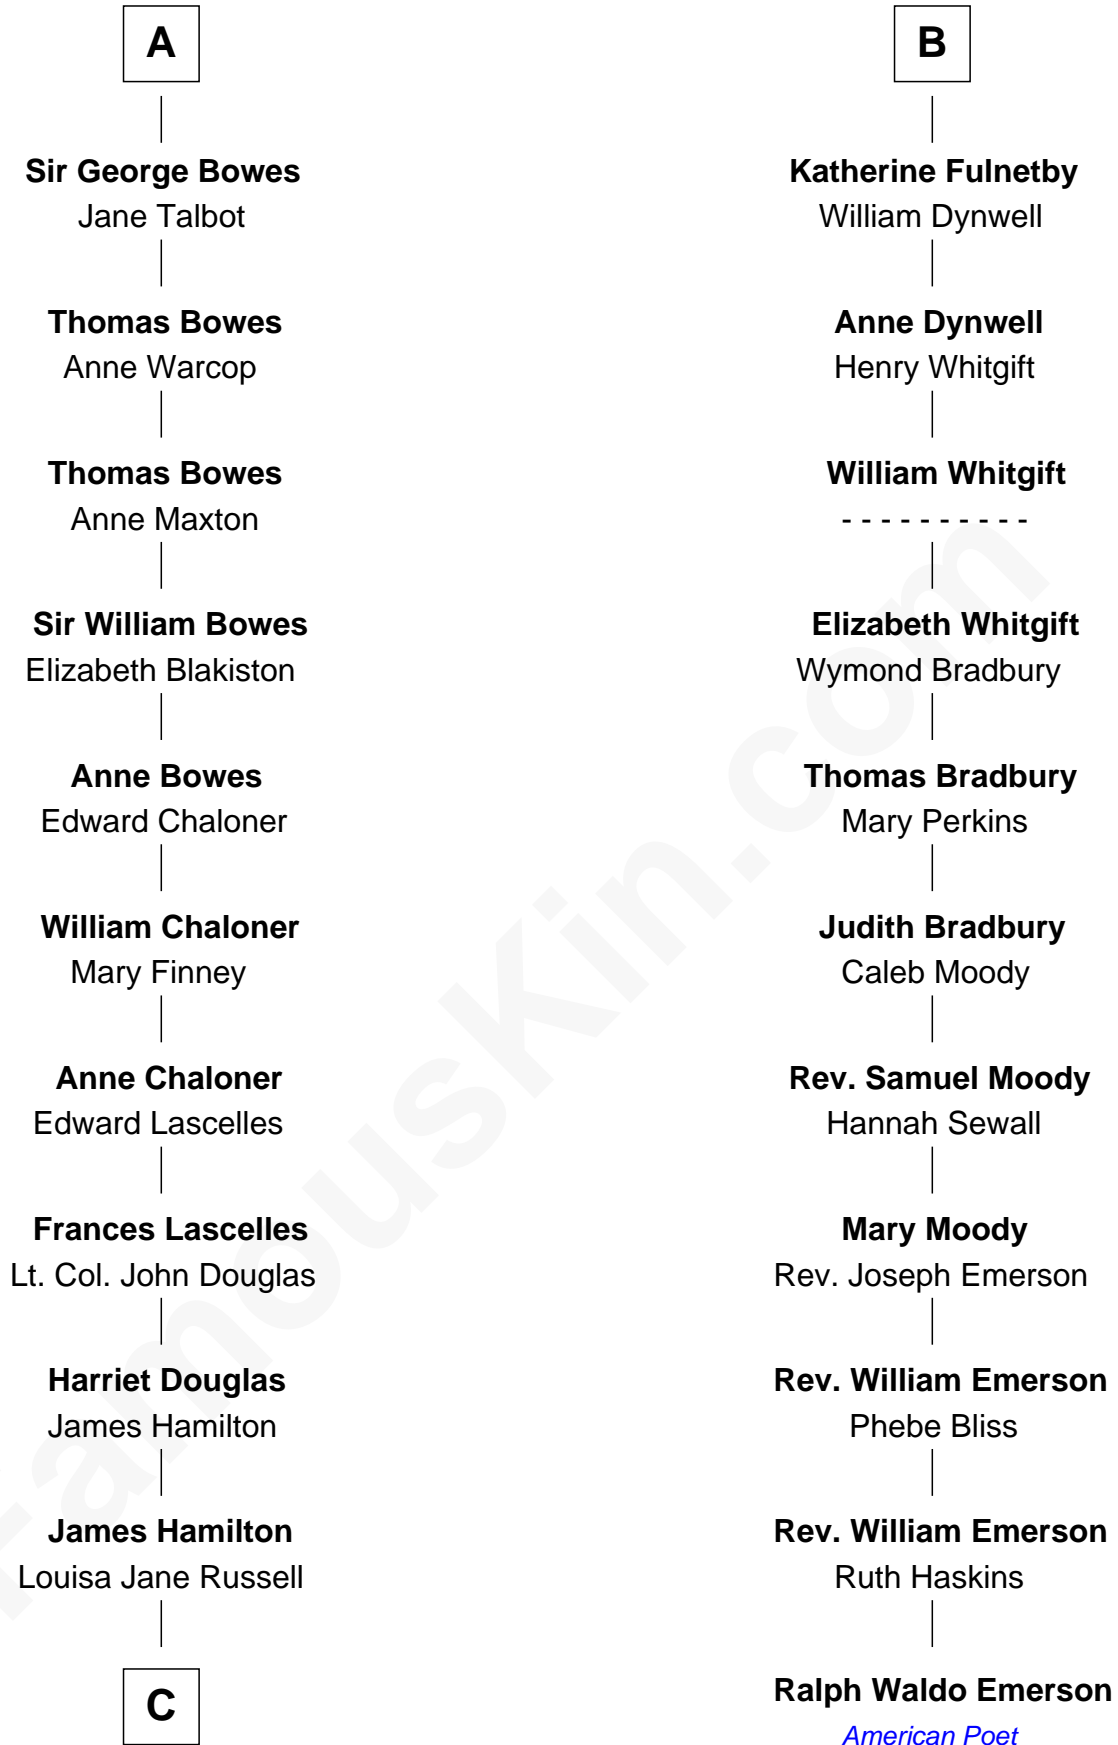 A
Sir George Bowes
Jane Talbot
Thomas Bowes
Anne Warcop
Thomas Bowes
Anne Maxton
Sir William Bowes
Elizabeth Blakiston
Anne Bowes
Edward Chaloner
William Chaloner
Mary Finney
Anne Chaloner
Edward Lascelles
Frances Lascelles
Lt. Col. John Douglas
Harriet Douglas
James Hamilton
James Hamilton
Louisa Jane Russell
C
B
Katherine Fulnetby
William Dynwell
Anne Dynwell
Henry Whitgift
William Whitgift
- - - - - - - - - -
Elizabeth Whitgift
Wymond Bradbury
Thomas Bradbury
Mary Perkins
Judith Bradbury
Caleb Moody
Rev. Samuel Moody
Hannah Sewall
Mary Moody
Rev. Joseph Emerson
Rev. William Emerson
Phebe Bliss
Rev. William Emerson
Ruth Haskins
Ralph Waldo Emerson
American Poet
FamousKin.com